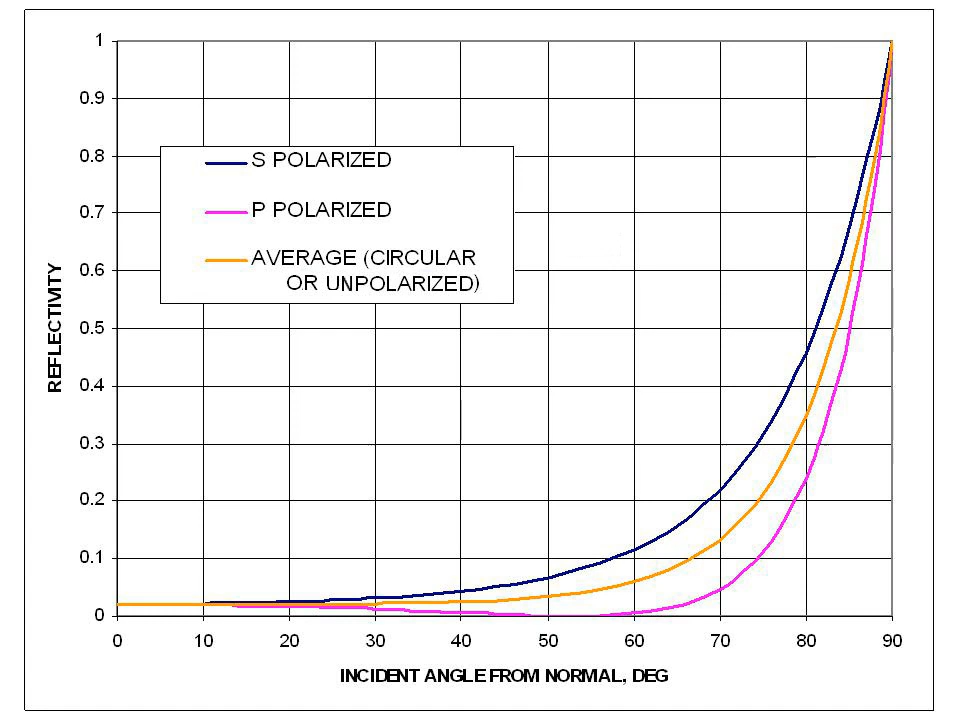 1
0.9
0.8
0.7
0.6
0.5
0.4
0.3
0.2
0.1
0
REFLECTIVITY
S POLARIZED
P POLARIZED
AVERAGE (CIRCULAR
OR UNPOLARIZED)
0 10 20 30 40 50 60 70 80 90
INCIDENT ANGLE FROM NORMAL, DEG